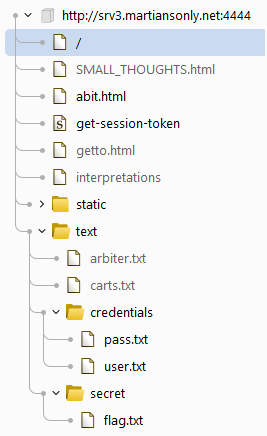 http://srv3.martiansonly.net:4444
/
SMALL_THOUGHTS.html
abit.html
get-session-token
getto.html
interpretations
static
text
arbiter.txt
carts.txt
credentials
pass.txt
user.txt
secret
flag.txt